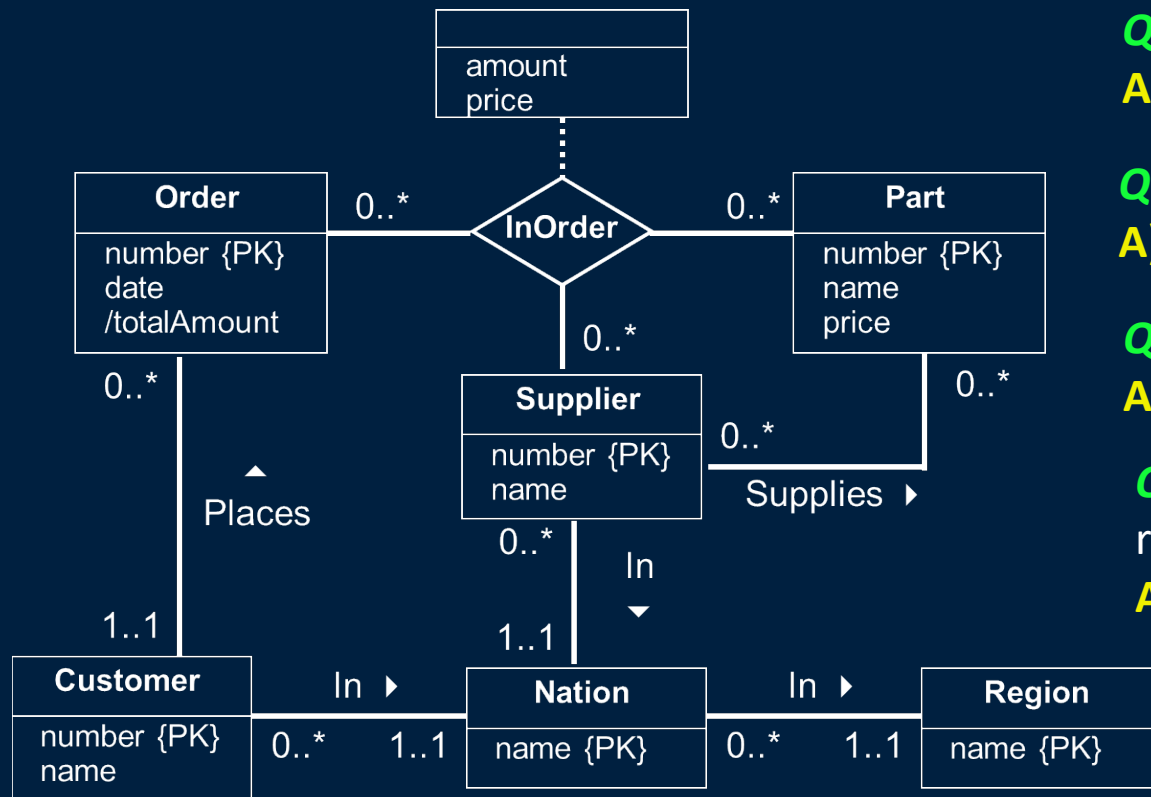 amount
price
Order
number {PK}
date
/totalAmount
0..*
InOrder
0..*
Part
number {PK}
name
price
0..*
0..*
Supplier
number {PK}
name
0..*
Supplies
0..*
Places
0..*
In
1..1
1..1
Customer
number {PK}
name
In
0..* 1..1
Nation
name {PK}
In
0..* 1..1
Region
name {PK}
Q
A
Q
A)
Q
A
A